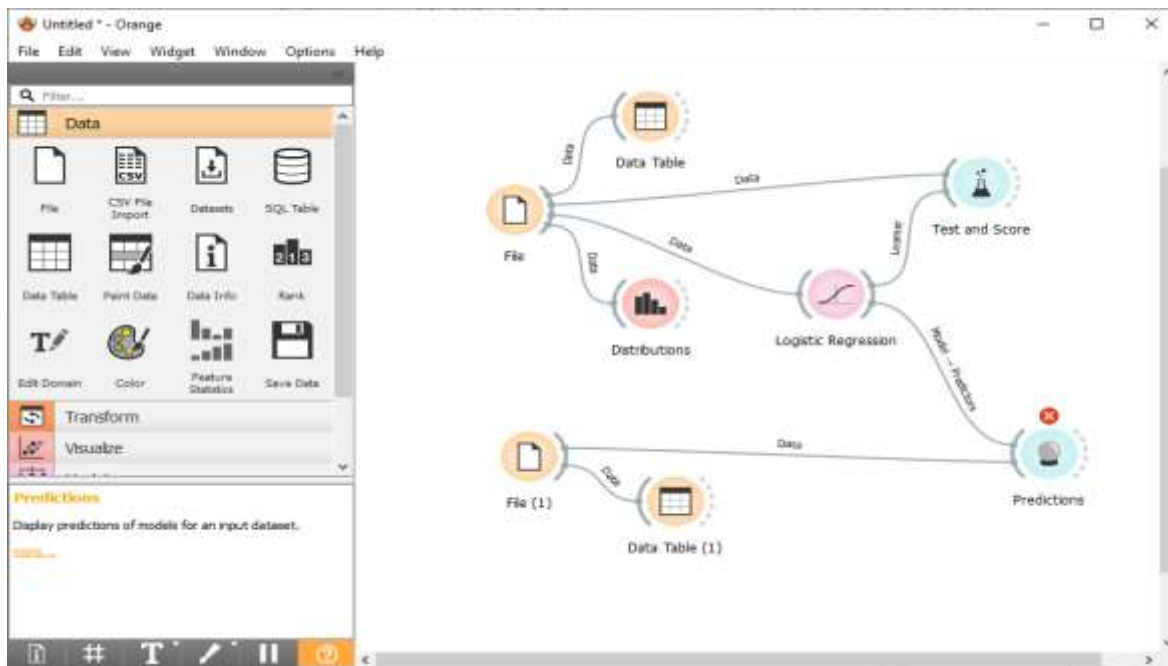 Untitled * - Orange
File Edit View Widget Window Options Help
Filter...
Data
File
CSV File Import
Datasets
SQL Table
Data Table
Paint Data
Data Info
Rank
Edit Domain
Color
Feature Statistics
Save Data
Transform
Visualize
Predictions
Display predictions of models for an input dataset.
Data
Data Table
Data
File
Data
Data
Distributions
Test and Score
Learner
Logistic Regression
Model → Predictors
File (1)
Data
Data
Data Table (1)
Predictions